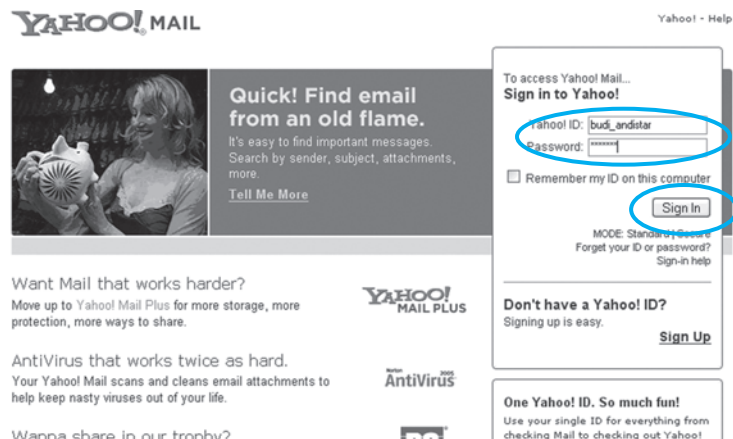 YAHOO! MAIL
Yahoo! - Help
Quick! Find email
from an old flame.
It's easy to find important messages.
Search by sender, subject, attachments,
more.
Tell Me More
To access Yahoo! Mail...
Sign in to Yahoo!
Yahoo! ID: budi_andistar
Password: *******
Remember my ID on this computer
Sign In
MODE: Standard | Secure
Forget your ID or password?
Sign-in help
Don't have a Yahoo! ID?
Signing up is easy.
Sign Up
Want Mail that works harder?
Move up to Yahoo! Mail Plus for more storage, more
protection, more ways to share.
YAHOO!
MAIL PLUS
AntiVirus that works twice as hard.
Your Yahoo! Mail scans and cleans email attachments to
help keep nasty viruses out of your life.
Norton 2005
AntiVirus
Wanna share in our trophy?
One Yahoo! ID. So much fun!
Use your single ID for everything from
checking Mail to checking out Yahoo!